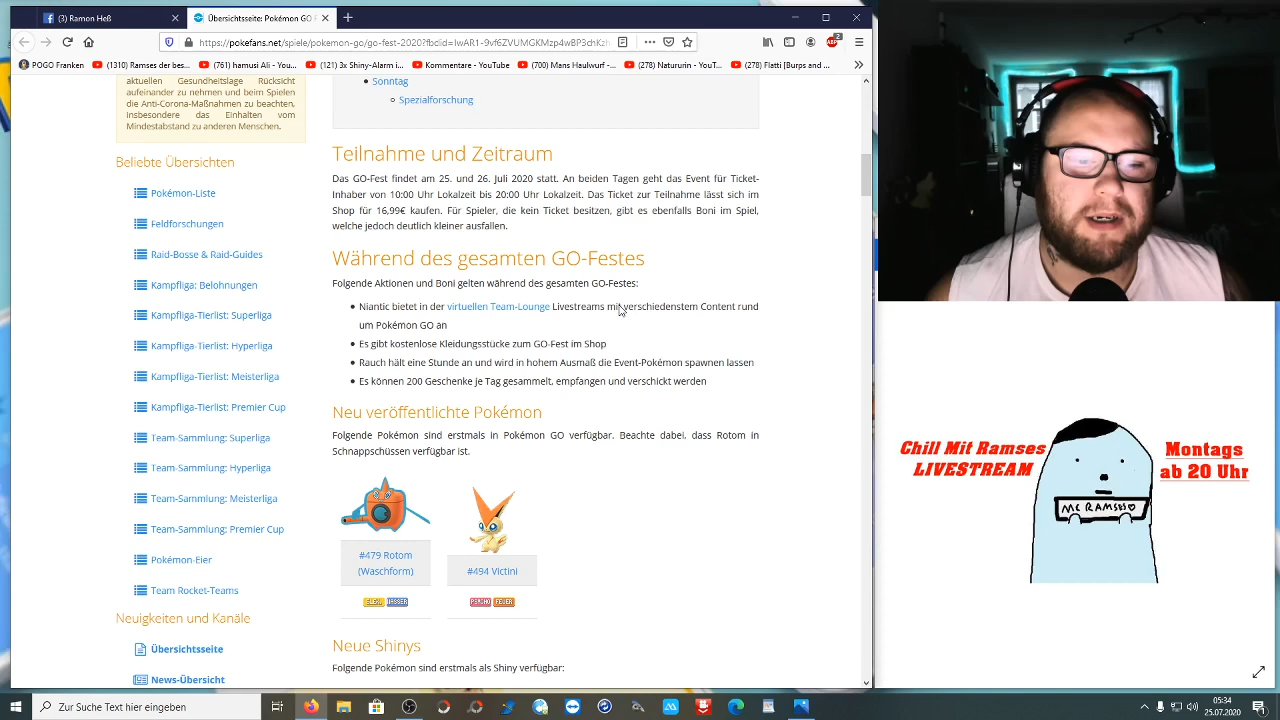 (3) Ramon Heß
Übersichtsseite: Pokémon GO F
https://pokefans.net/spiele/pokemon-go/go-fest-2020?fbclid=IwAR1-9vf6ZVUMGKMzp4wBP3chKzh
POGO Franken
(1310) Ramses der bes...
(761) hamusi Ali - You...
(121) 3x Shiny-Alarm i...
Kommentare - YouTube
(700) Mans Haulwurf -...
(278) Natururin - YouT...
(278) Flatti [Burps and ...
aktuellen Gesundheitslage Rücksicht
aufeinander zu nehmen und beim Spielen
die Anti-Corona-Maßnahmen zu beachten,
insbesondere das Einhalten vom
Mindestabstand zu anderen Menschen.
Beliebte Übersichten
Pokémon-Liste
Feldforschungen
Raid-Bosse & Raid-Guides
Kampfliga: Belohnungen
Kampfliga-Tierlist: Superliga
Kampfliga-Tierlist: Hyperliga
Kampfliga-Tierlist: Meisterliga
Kampfliga-Tierlist: Premier Cup
Team-Sammlung: Superliga
Team-Sammlung: Hyperliga
Team-Sammlung: Meisterliga
Team-Sammlung: Premier Cup
Pokémon-Eier
Team Rocket-Teams
Neuigkeiten und Kanäle
Übersichtsseite
News-Übersicht
Sonntag
Spezialforschung
Teilnahme und Zeitraum
Das GO-Fest findet am 25. und 26. Juli 2020 statt. An beiden Tagen geht das Event für Ticket-
Inhaber von 10:00 Uhr Lokalzeit bis 20:00 Uhr Lokalzeit. Das Ticket zur Teilnahme lässt sich im
Shop für 16,99€ kaufen. Für Spieler, die kein Ticket besitzen, gibt es ebenfalls Boni im Spiel,
welche jedoch deutlich kleiner ausfallen.
Während des gesamten GO-Festes
Folgende Aktionen und Boni gelten während des gesamten GO-Festes:
Niantic bietet in der virtuellen Team-Lounge Livestreams mit verschiedenstem Content rund
um Pokémon GO an
Es gibt kostenlose Kleidungsstücke zum GO-Fest im Shop
Rauch hält eine Stunde an und wird in hohem Ausmaß die Event-Pokémon spawnen lassen
Es können 200 Geschenke je Tag gesammelt, empfangen und verschickt werden
Neu veröffentlichte Pokémon
Folgende Pokémon sind erstmals in Pokémon GO verfügbar. Beachte dabei, dass Rotom in
Schnappschüssen verfügbar ist.
#479 Rotom
(Waschform)
#494 Victini
ELEKTRO WASSER
PSYCHO FEUER
Neue Shinys
Folgende Pokémon sind erstmals als Shiny verfügbar:
Chill Mit Ramses
LIVESTREAM
Montags
ab 20 Uhr
MC RAMSES
Zur Suche Text hier eingeben
05:34
25.07.2020